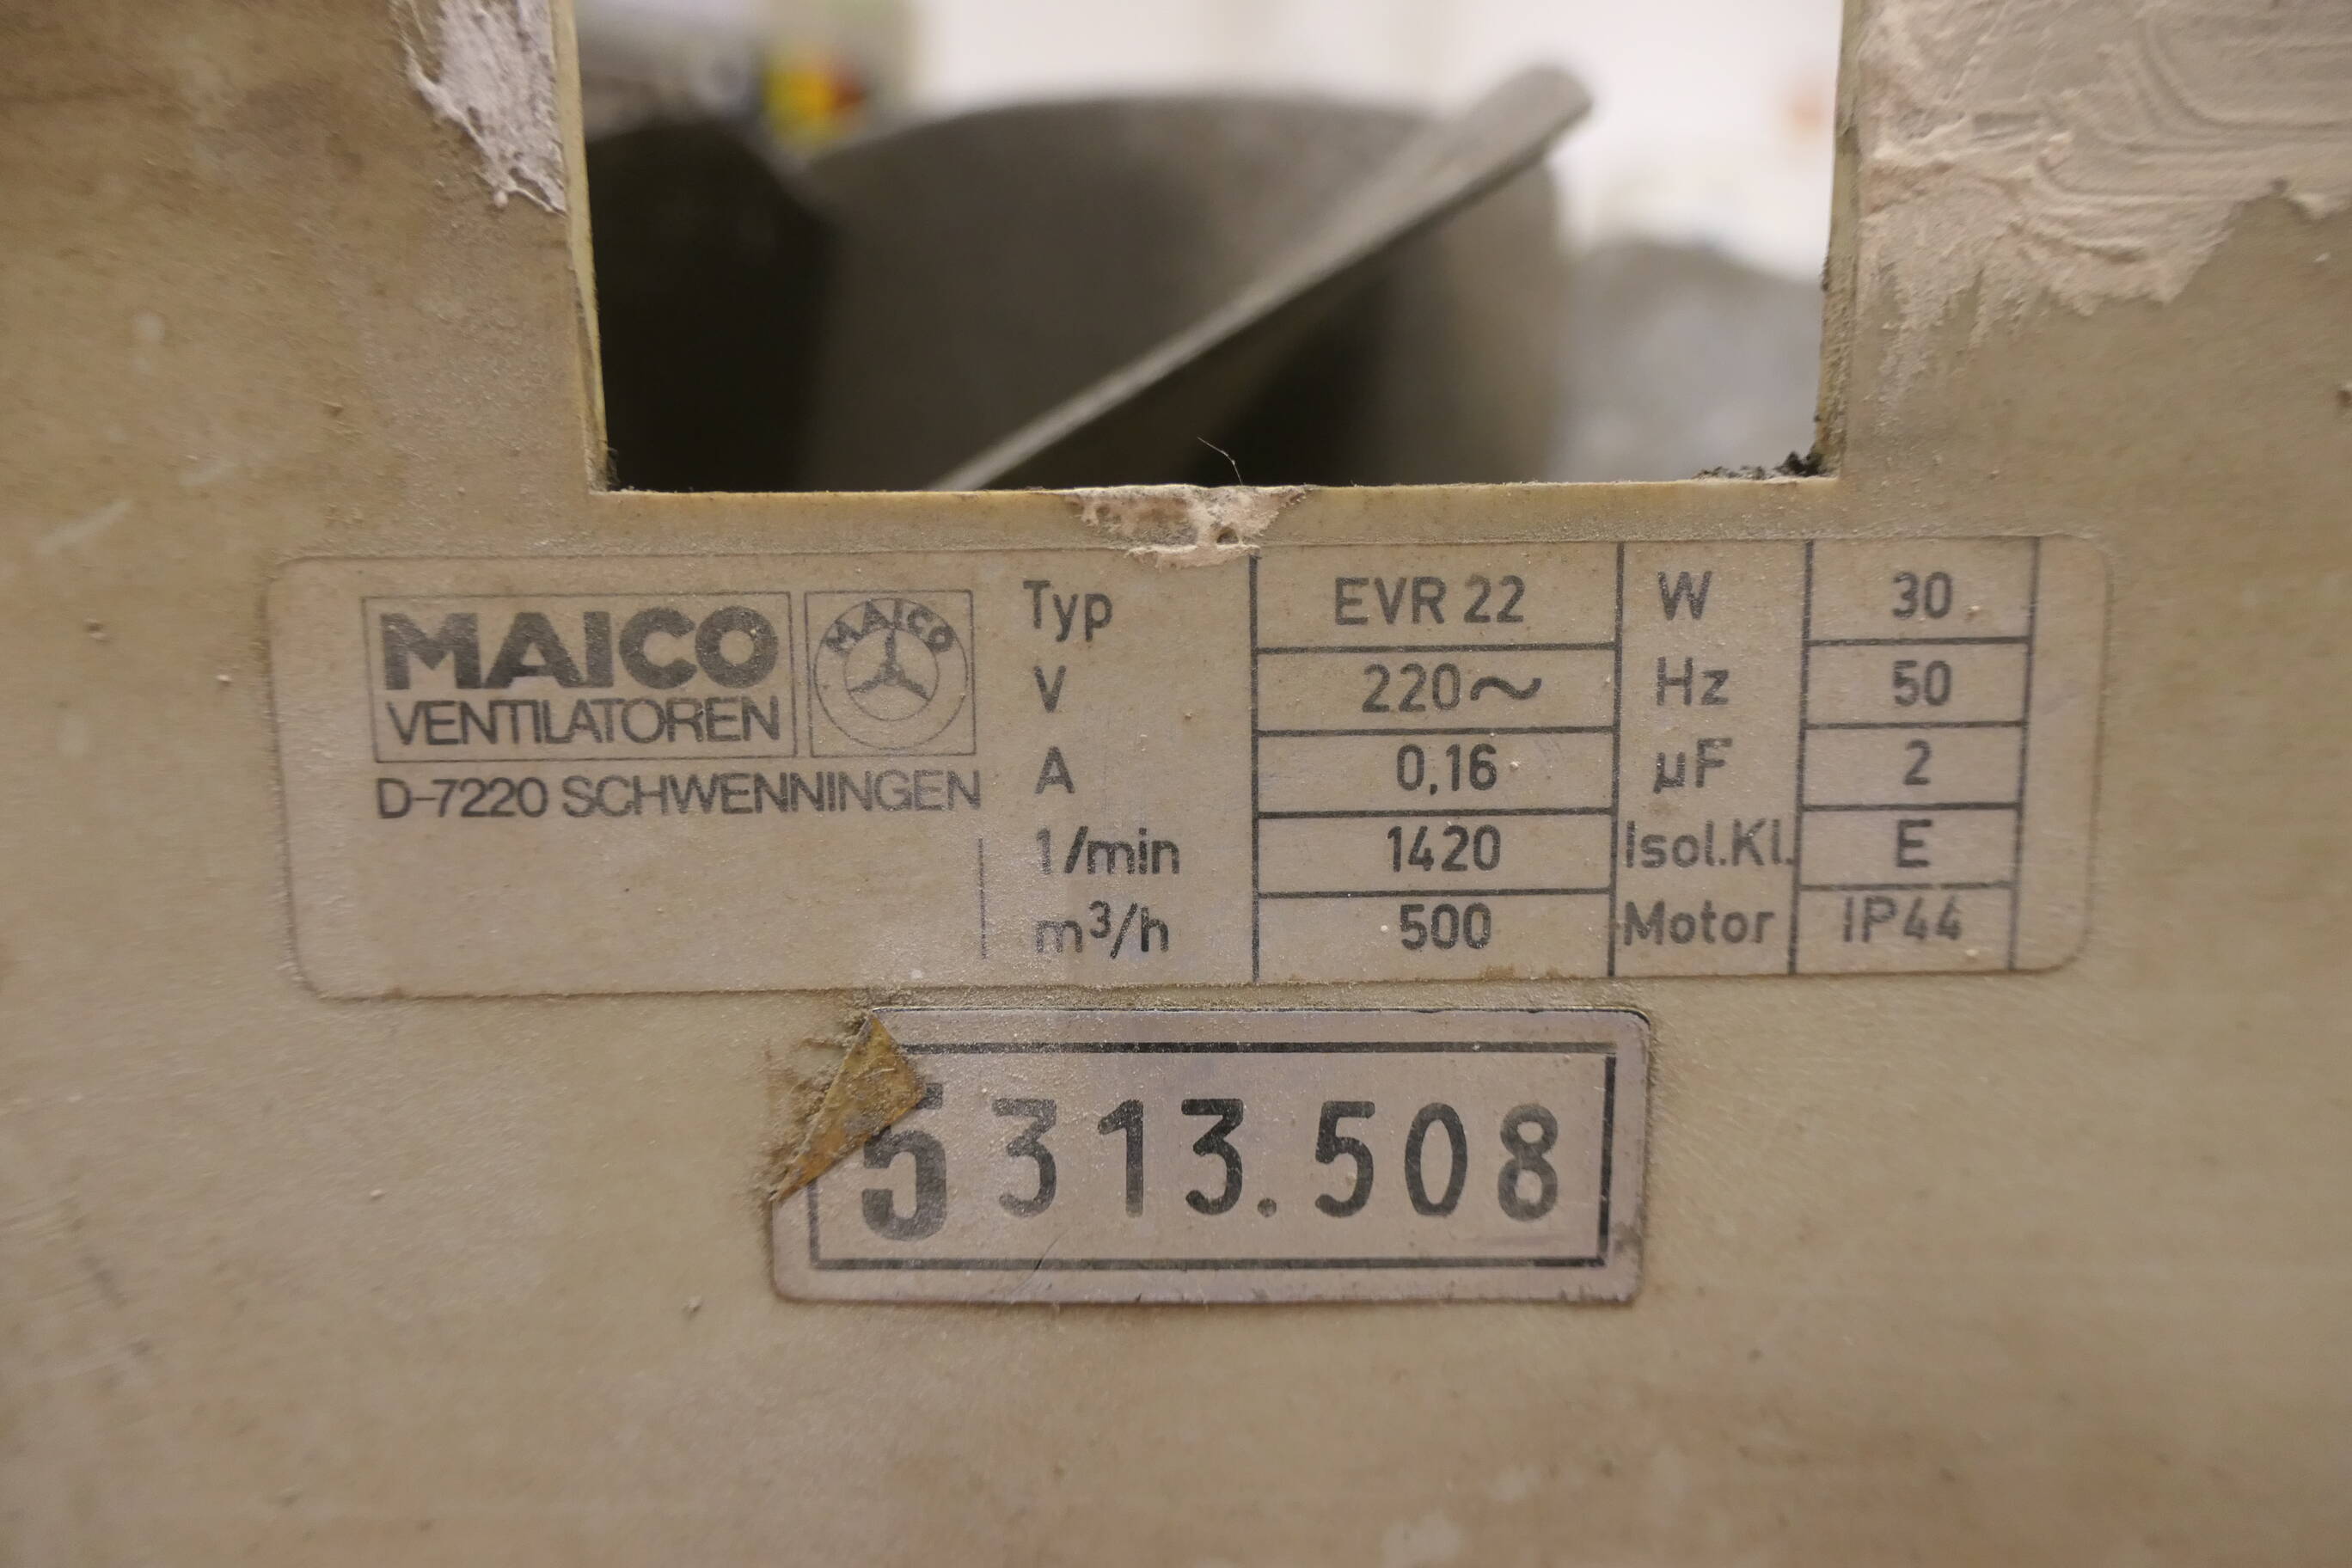 MAICO
VENTILATOREN
MAICO
D-7220 SCHWENNINGEN
Typ EVR 22 W 30
V 220~ Hz 50
A 0,16 µF 2
1/min 1420 Isol.Kl. E
m³/h 500 Motor IP44
5313.508